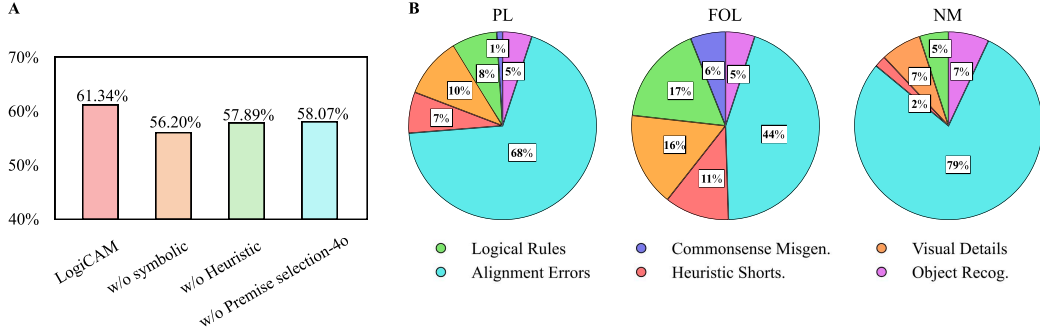 A
70%
60%
50%
40%
61.34%
56.20%
57.89%
58.07%
LogiCAM
w/o symbolic
w/o Heuristic
w/o Premise selection-4o
B
PL
1%
5%
8%
10%
7%
68%
FOL
6%
5%
17%
44%
16%
11%
NM
5%
7%
7%
2%
79%
Logical Rules
Commonsense Misgen.
Visual Details
Alignment Errors
Heuristic Shorts.
Object Recog.